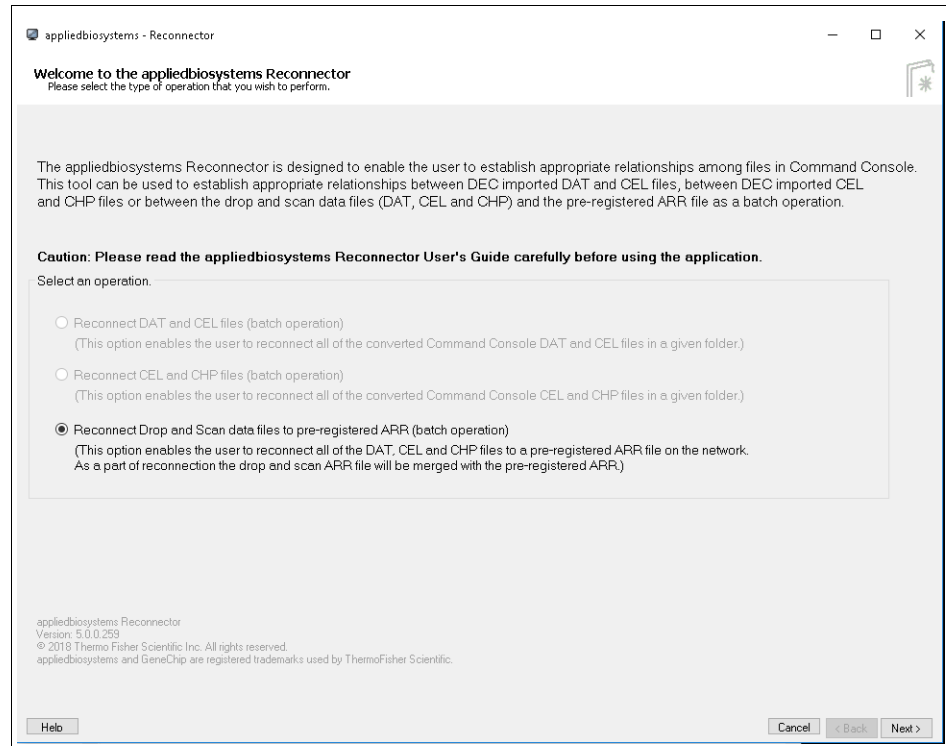 appliedbiosystems - Reconnector
Welcome to the appliedbiosystems Reconnector
Please select the type of operation that you wish to perform.
The appliedbiosystems Reconnector is designed to enable the user to establish appropriate relationships among files in Command Console.
This tool can be used to establish appropriate relationships between DEC imported DAT and CEL files, between DEC imported CEL
and CHP files or between the drop and scan data files (DAT, CEL and CHP) and the pre-registered ARR file as a batch operation.
Caution: Please read the appliedbiosystems Reconnector User's Guide carefully before using the application.
Select an operation.
Reconnect DAT and CEL files (batch operation)
(This option enables the user to reconnect all of the converted Command Console DAT and CEL files in a given folder.)
Reconnect CEL and CHP files (batch operation)
(This option enables the user to reconnect all of the converted Command Console CEL and CHP files in a given folder.)
Reconnect Drop and Scan data files to pre-registered ARR (batch operation)
(This option enables the user to reconnect all of the DAT, CEL and CHP files to a pre-registered ARR file on the network.
As a part of reconnection the drop and scan ARR file will be merged with the pre-registered ARR.)
appliedbiosystems Reconnector
Version: 5.0.0.259
© 2018 Thermo Fisher Scientific Inc. All rights reserved.
appliedbiosystems and GeneChip are registered trademarks used by ThermoFisher Scientific.
Help Cancel < Back Next >